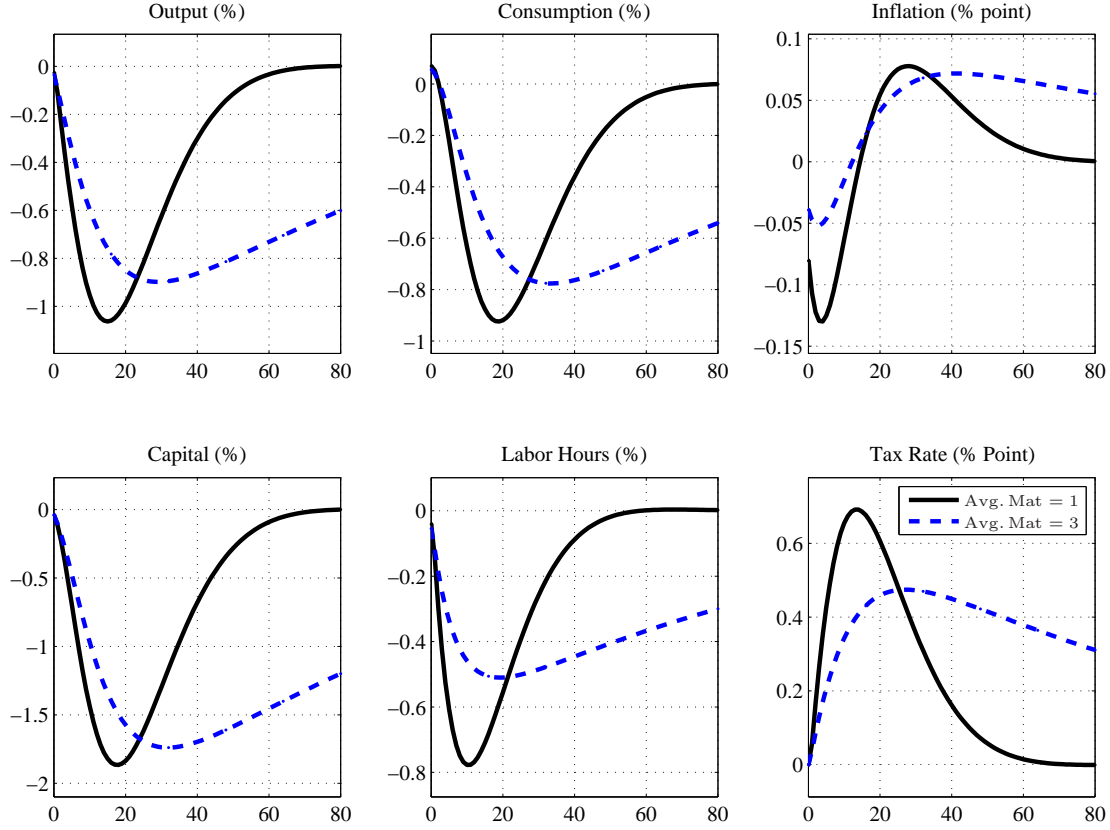 Output (%)
0
−0.2
−0.4
−0.6
−0.8
−1
0 20 40 60 80
Consumption (%)
0
−0.2
−0.4
−0.6
−0.8
−1
0 20 40 60 80
Inflation (% point)
0.1
0.05
0
−0.05
−0.1
−0.15
0 20 40 60 80
Capital (%)
0
−0.5
−1
−1.5
−2
0 20 40 60 80
Labor Hours (%)
0
−0.2
−0.4
−0.6
−0.8
0 20 40 60 80
Tax Rate (% Point)
Avg. Mat = 1
Avg. Mat = 3
0.6
0.4
0.2
0
0 20 40 60 80